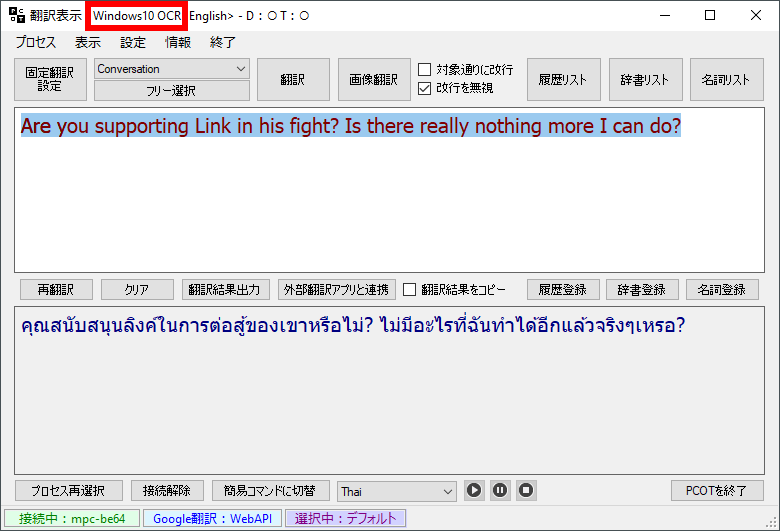 翻訳表示 Windows10 OCR <English> - D：〇 T：〇
プロセス 表示 設定 情報 終了
固定翻訳設定 Conversation フリー選択 翻訳 画像翻訳 対象通りに改行 改行を無視 履歴リスト 辞書リスト 名詞リスト
Are you supporting Link in his fight? Is there really nothing more I can do?
再翻訳 クリア 翻訳結果出力 外部翻訳アプリと連携 翻訳結果をコピー 履歴登録 辞書登録 名詞登録
คุณสนับสนุนลิงค์ในการต่อสู้ของเขาหรือไม่? ไม่มีอะไรที่ฉันทำได้อีกแล้วจริงๆเหรอ?
プロセス再選択 接続解除 簡易コマンドに切替 Thai PCOTを終了
接続中：mpc-be64 Google翻訳：WebAPI 選択中：デフォルト